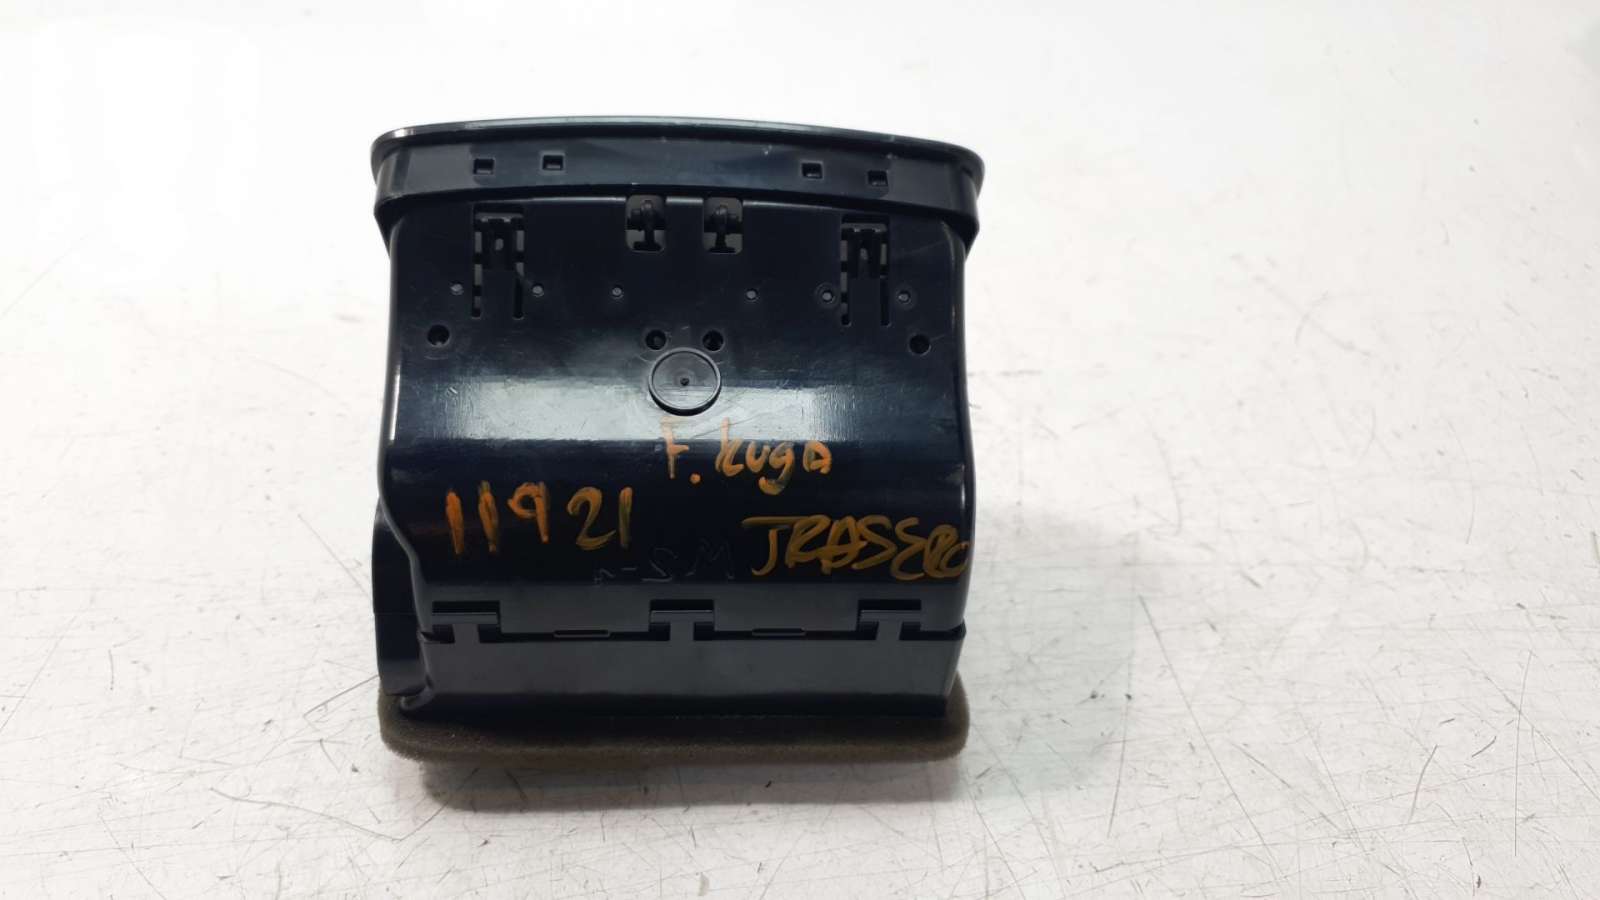 F. kuga
11921
TRASERO